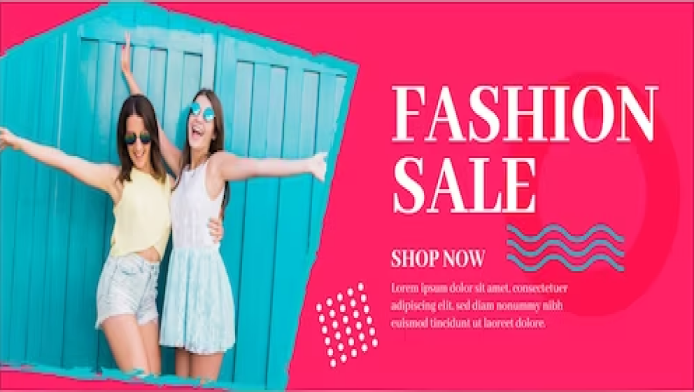 FASHION
SALE
SHOP NOW
Lorem ipsum dolor sit amet, consectetuer
adipiscing elit, sed diam nonummy nibh
euismod tincidunt ut laoreet dolore.